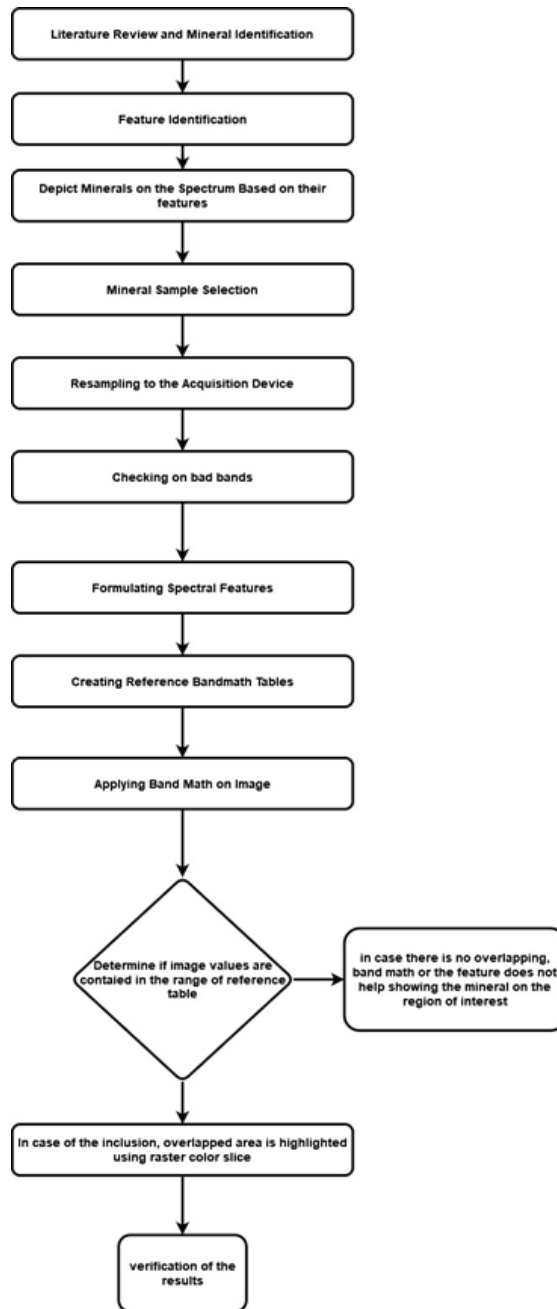 Literature Review and Mineral Identification
Feature Identification
Depict Minerals on the Spectrum Based on their
features
Mineral Sample Selection
Resampling to the Acquisition Device
Checking on bad bands
Formulating Spectral Features
Creating Reference Bandmath Tables
Applying Band Math on Image
Determine if image values are
contaied in the range of reference
table
in case there is no overlapping,
band math or the feature does not
help showing the mineral on the
region of interest
In case of the inclusion, overlapped area is highlighted
using raster color slice
verification of the
results